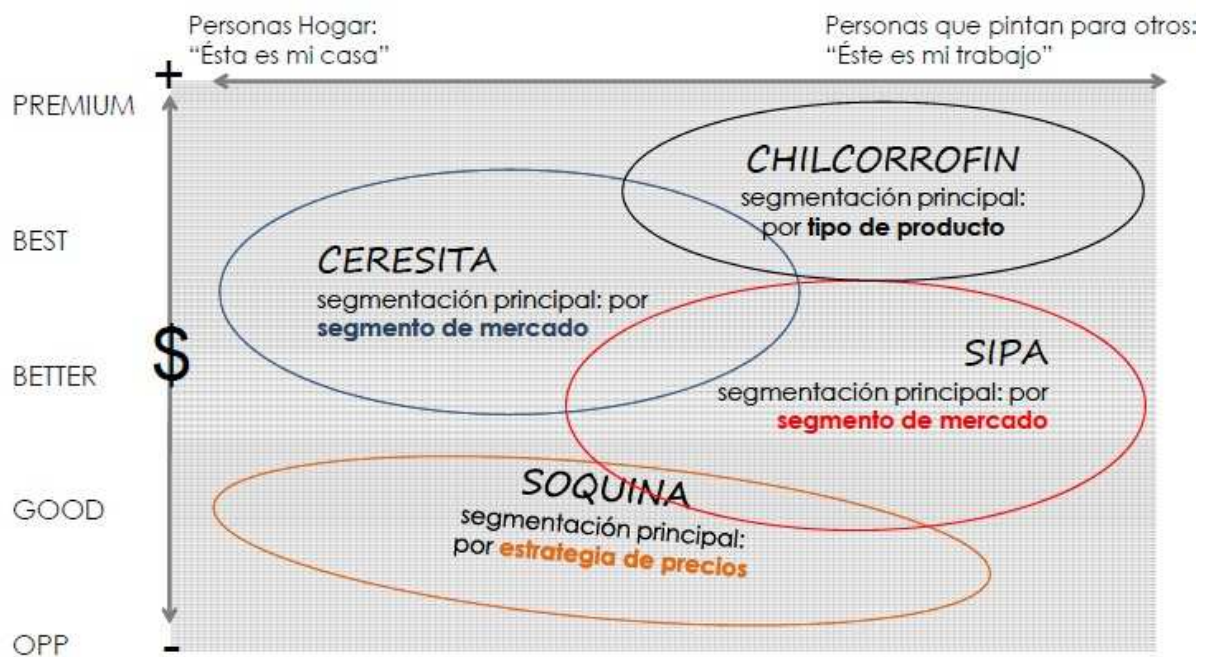 Personas Hogar:
“Ésta es mi casa”
Personas que pintan para otros:
“Éste es mi trabajo”
+
PREMIUM
CHILCORROFIN
segmentación principal:
por tipo de producto
BEST
CERESITA
segmentación principal: por
segmento de mercado
$
BETTER
SIPA
segmentación principal: por
segmento de mercado
GOOD
SOQUINA
segmentación principal:
por estrategia de precios
OPP
-